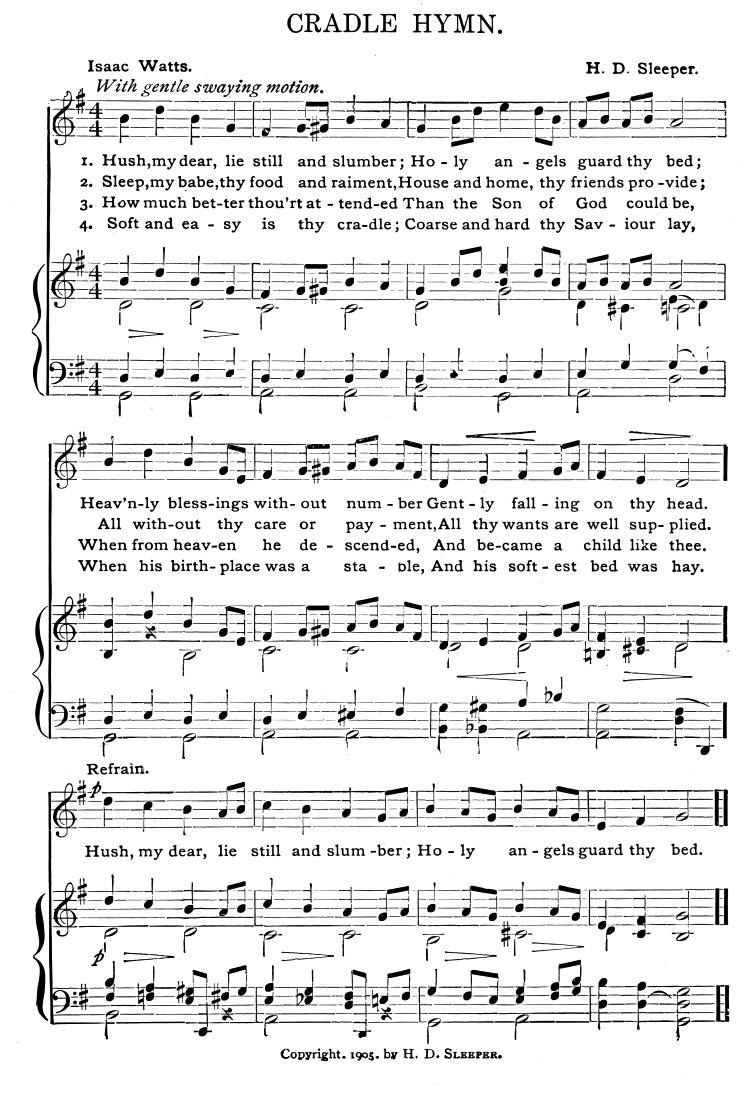 CRADLE HYMN.
Isaac Watts.
H. D. Sleeper.
With gentle swaying motion.
1. Hush,my dear, lie still and slumber; Ho - ly an - gels guard thy bed;
2. Sleep,my babe,thy food and raiment,House and home, thy friends pro -vide;
3. How much bet-ter thou'rt at - tend-ed Than the Son of God could be,
4. Soft and ea - sy is thy cra-dle; Coarse and hard thy Sav - iour lay,
Heav'n-ly bless-ings with- out num - ber Gent - ly fall - ing on thy head.
All with-out thy care or pay - ment,All thy wants are well sup - plied.
When from heav-en he de - scend-ed, And be-came a child like thee.
When his birth-place was a sta - ble, And his soft - est bed was hay.
Refrain.
p
Hush, my dear, lie still and slum -ber; Ho - ly an - gels guard thy bed.
p
Copyright. 1905. by H. D. SLEEPER.